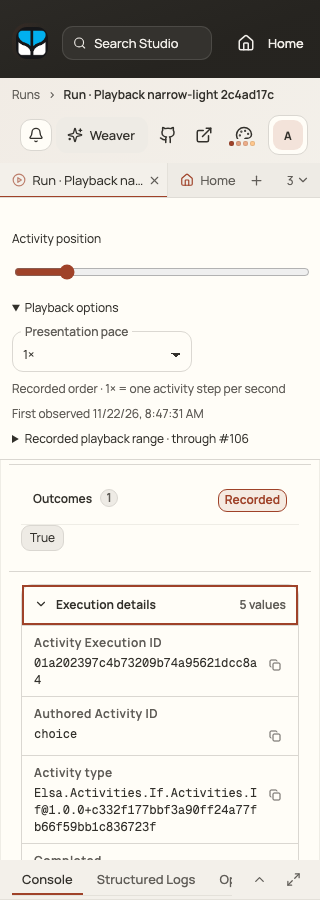 Search Studio
Home
Runs > Run · Playback narrow-light 2c4ad17c
Weaver
A
Run · Playback na...
Home
3
Activity position
Playback options
Presentation pace
1×
Recorded order · 1× = one activity step per second
First observed 11/22/26, 8:47:31 AM
Recorded playback range · through #106
Outcomes 1
Recorded
True
Execution details
5 values
Activity Execution ID
01a202397c4b73209b74a95621dcc8a
4
Authored Activity ID
choice
Activity type
Elsa.Activities.If.Activities.I
f@1.0.0+c332f177bbf3a90ff24a77f
b66f59bb1c836723f
Completed
Console
Structured Logs